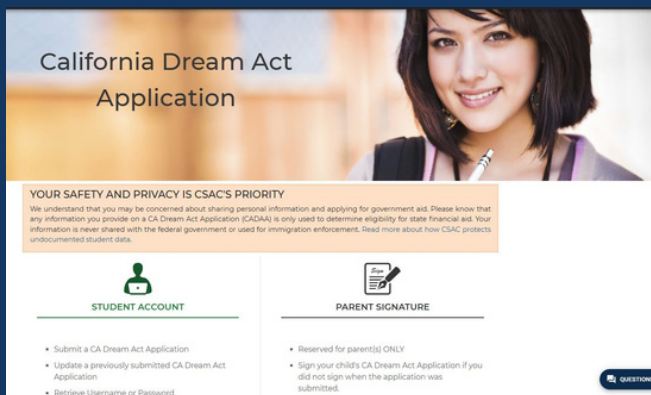 California Dream Act
Application
YOUR SAFETY AND PRIVACY IS CSAC'S PRIORITY
We understand that you may be concerned about sharing personal information and applying for government aid. Please know that
any information you provide on a CA Dream Act Application (CADAA) is only used to determine eligibility for state financial aid. Your
information is never shared with the federal government or used for immigration enforcement. Read more about how CSAC protects
undocumented student data.
Sign
STUDENT ACCOUNT
PARENT SIGNATURE
Submit a CA Dream Act Application
Update a previously submitted CA Dream Act
Application
Retrieve Username or Password
Reserved for parent(s) ONLY
Sign your child's CA Dream Act Application if you
did not sign when the application was
submitted.
QUESTION